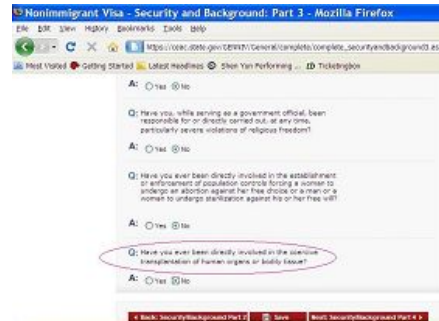 Nonimmigrant Visa - Security and Background: Part 3 - Mozilla Firefox
File Edit View History Bookmarks Tools Help
Most Visited Getting Started Latest Headlines Shen Yun Performing ... Ticketingbox
A: Yes No
Q: Have you, while serving as a government official, been
responsible for or directly carried out, at any time,
particularly severe violations of religious freedom?
A: Yes No
Q: Have you ever been directly involved in the establishment
or enforcement of population controls forcing a woman to
undergo an abortion against her free choice or a man or a
woman to undergo sterilization against his or her free will?
A: Yes No
Q: Have you ever been directly involved in the coercive
transplantation of human organs or bodily tissue?
A: Yes No
Back: Security/Background Part 2 Save Next: Security/Background Part 4